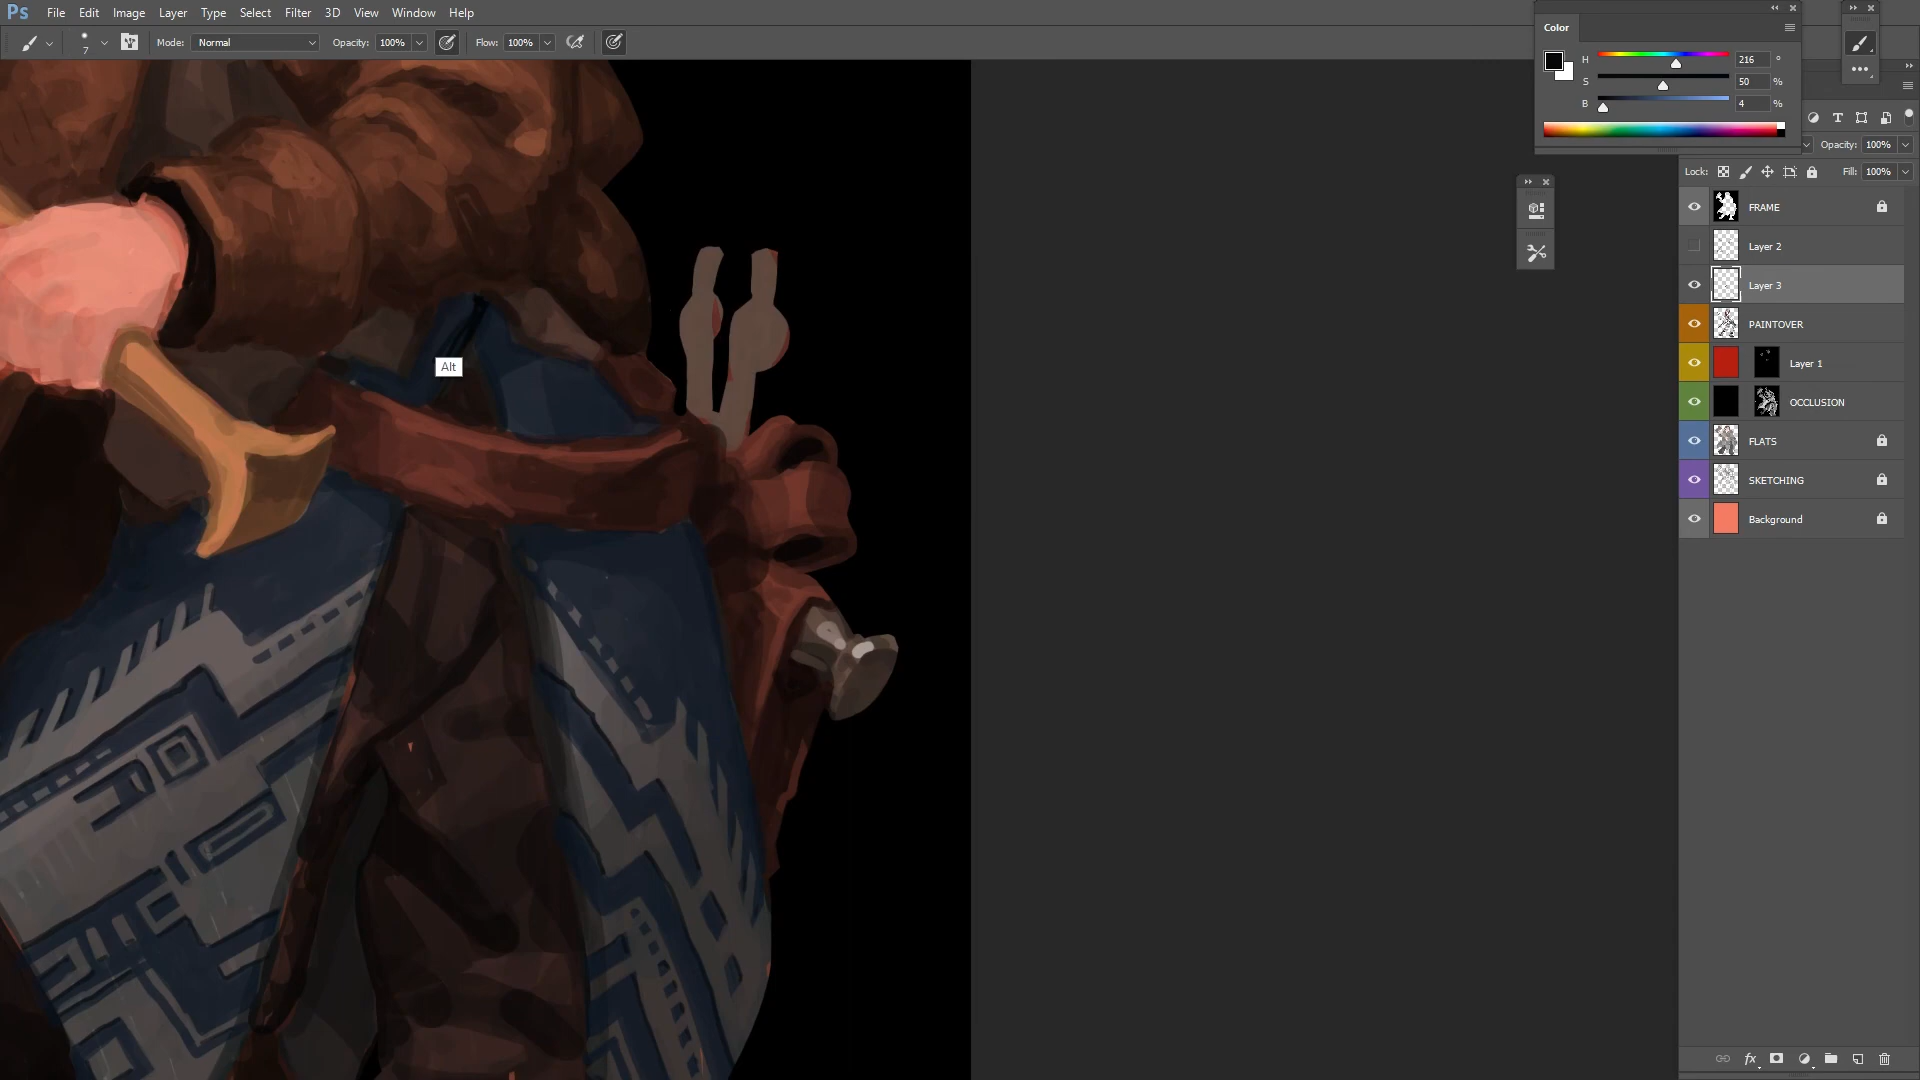 Ps File Edit Image Layer Type Select Filter 3D View Window Help
7 Mode: Normal Opacity: 100% Flow: 100%
Color
H 216 °
S 50 %
B 4 %
Opacity: 100%
Lock: Fill: 100%
FRAME
Layer 2
Layer 3
PAINTOVER
Layer 1
OCCLUSION
FLATS
SKETCHING
Background
fx
Alt